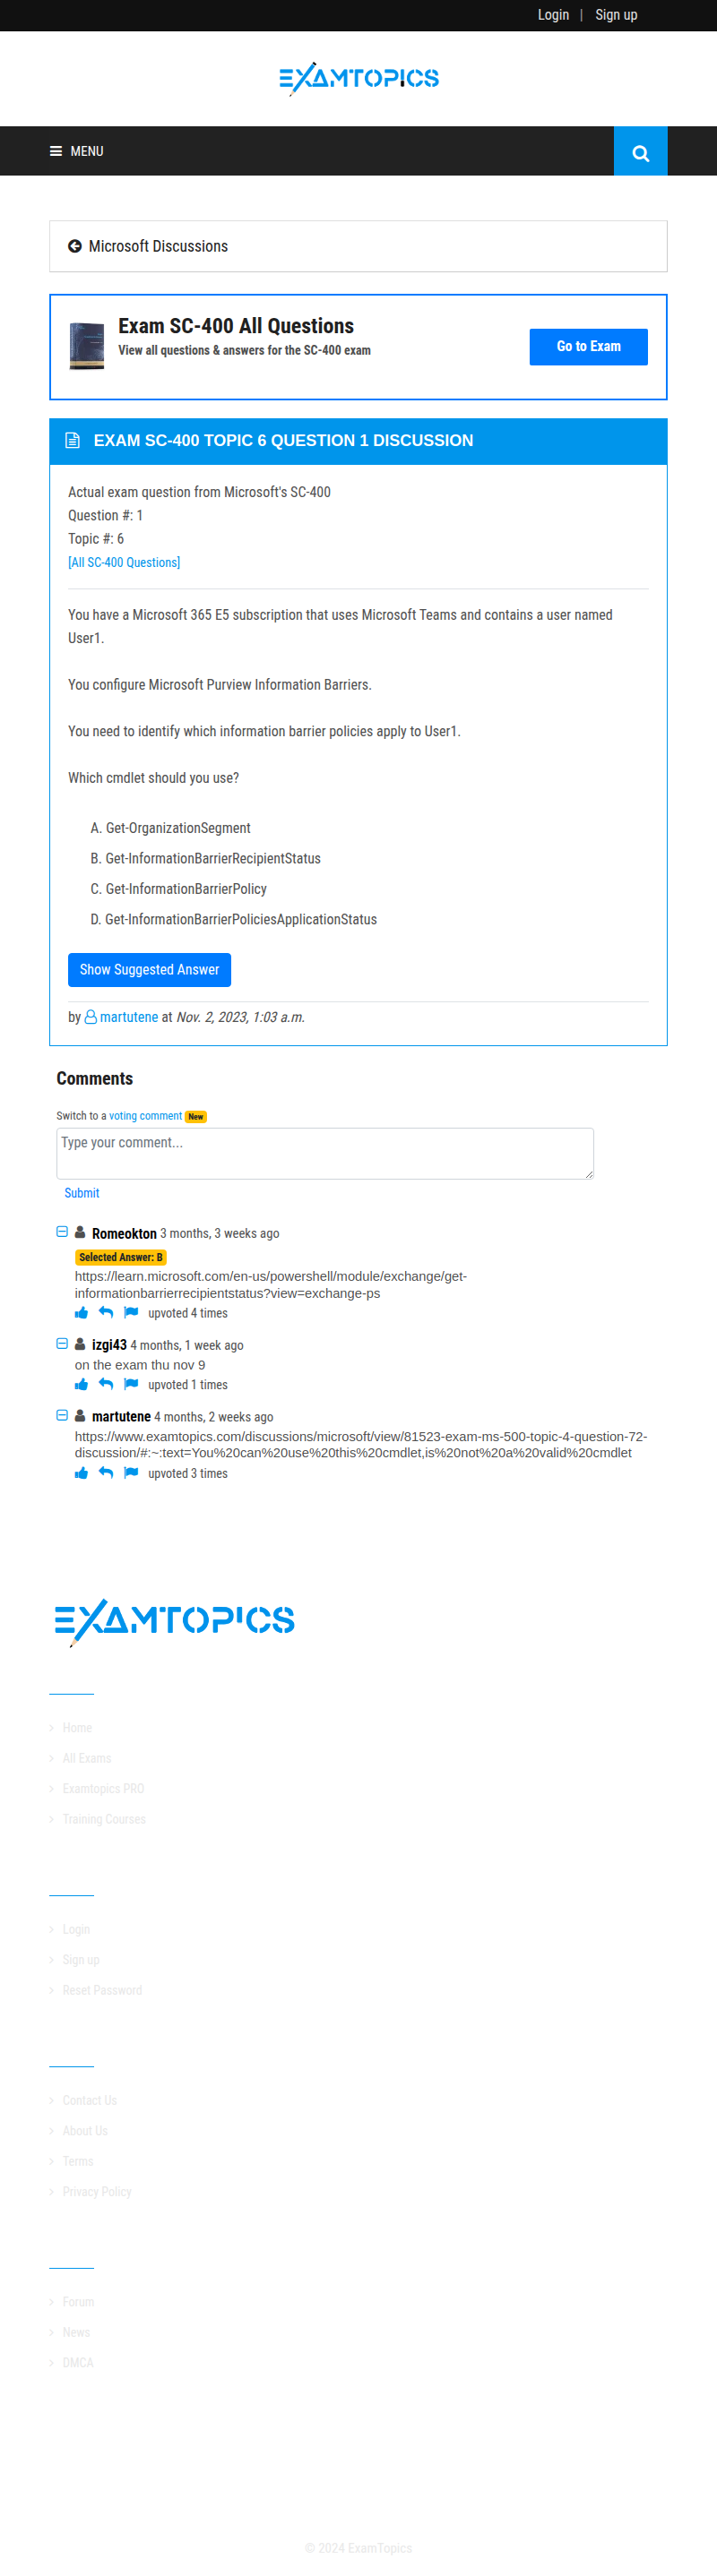 Login | Sign up
EXAMTOPICS
MENU
Microsoft Discussions
Exam SC-400 All Questions
View all questions & answers for the SC-400 exam
Go to Exam
EXAM SC-400 TOPIC 6 QUESTION 1 DISCUSSION
Actual exam question from Microsoft's SC-400
Question #: 1
Topic #: 6
[All SC-400 Questions]
You have a Microsoft 365 E5 subscription that uses Microsoft Teams and contains a user named
User1.
You configure Microsoft Purview Information Barriers.
You need to identify which information barrier policies apply to User1.
Which cmdlet should you use?
A. Get-OrganizationSegment
B. Get-InformationBarrierRecipientStatus
C. Get-InformationBarrierPolicy
D. Get-InformationBarrierPoliciesApplicationStatus
Show Suggested Answer
by martutene at Nov. 2, 2023, 1:03 a.m.
Comments
Switch to a voting comment New
Type your comment...
Submit
Romeokton 3 months, 3 weeks ago
Selected Answer: B
https://learn.microsoft.com/en-us/powershell/module/exchange/get-
informationbarrierrecipientstatus?view=exchange-ps
upvoted 4 times
izgi43 4 months, 1 week ago
on the exam thu nov 9
upvoted 1 times
martutene 4 months, 2 weeks ago
https://www.examtopics.com/discussions/microsoft/view/81523-exam-ms-500-topic-4-question-72-
discussion/#:~:text=You%20can%20use%20this%20cmdlet,is%20not%20a%20valid%20cmdlet
upvoted 3 times
EXAMTOPICS
Home
All Exams
Examtopics PRO
Training Courses
Login
Sign up
Reset Password
Contact Us
About Us
Terms
Privacy Policy
Forum
News
DMCA
© 2024 ExamTopics